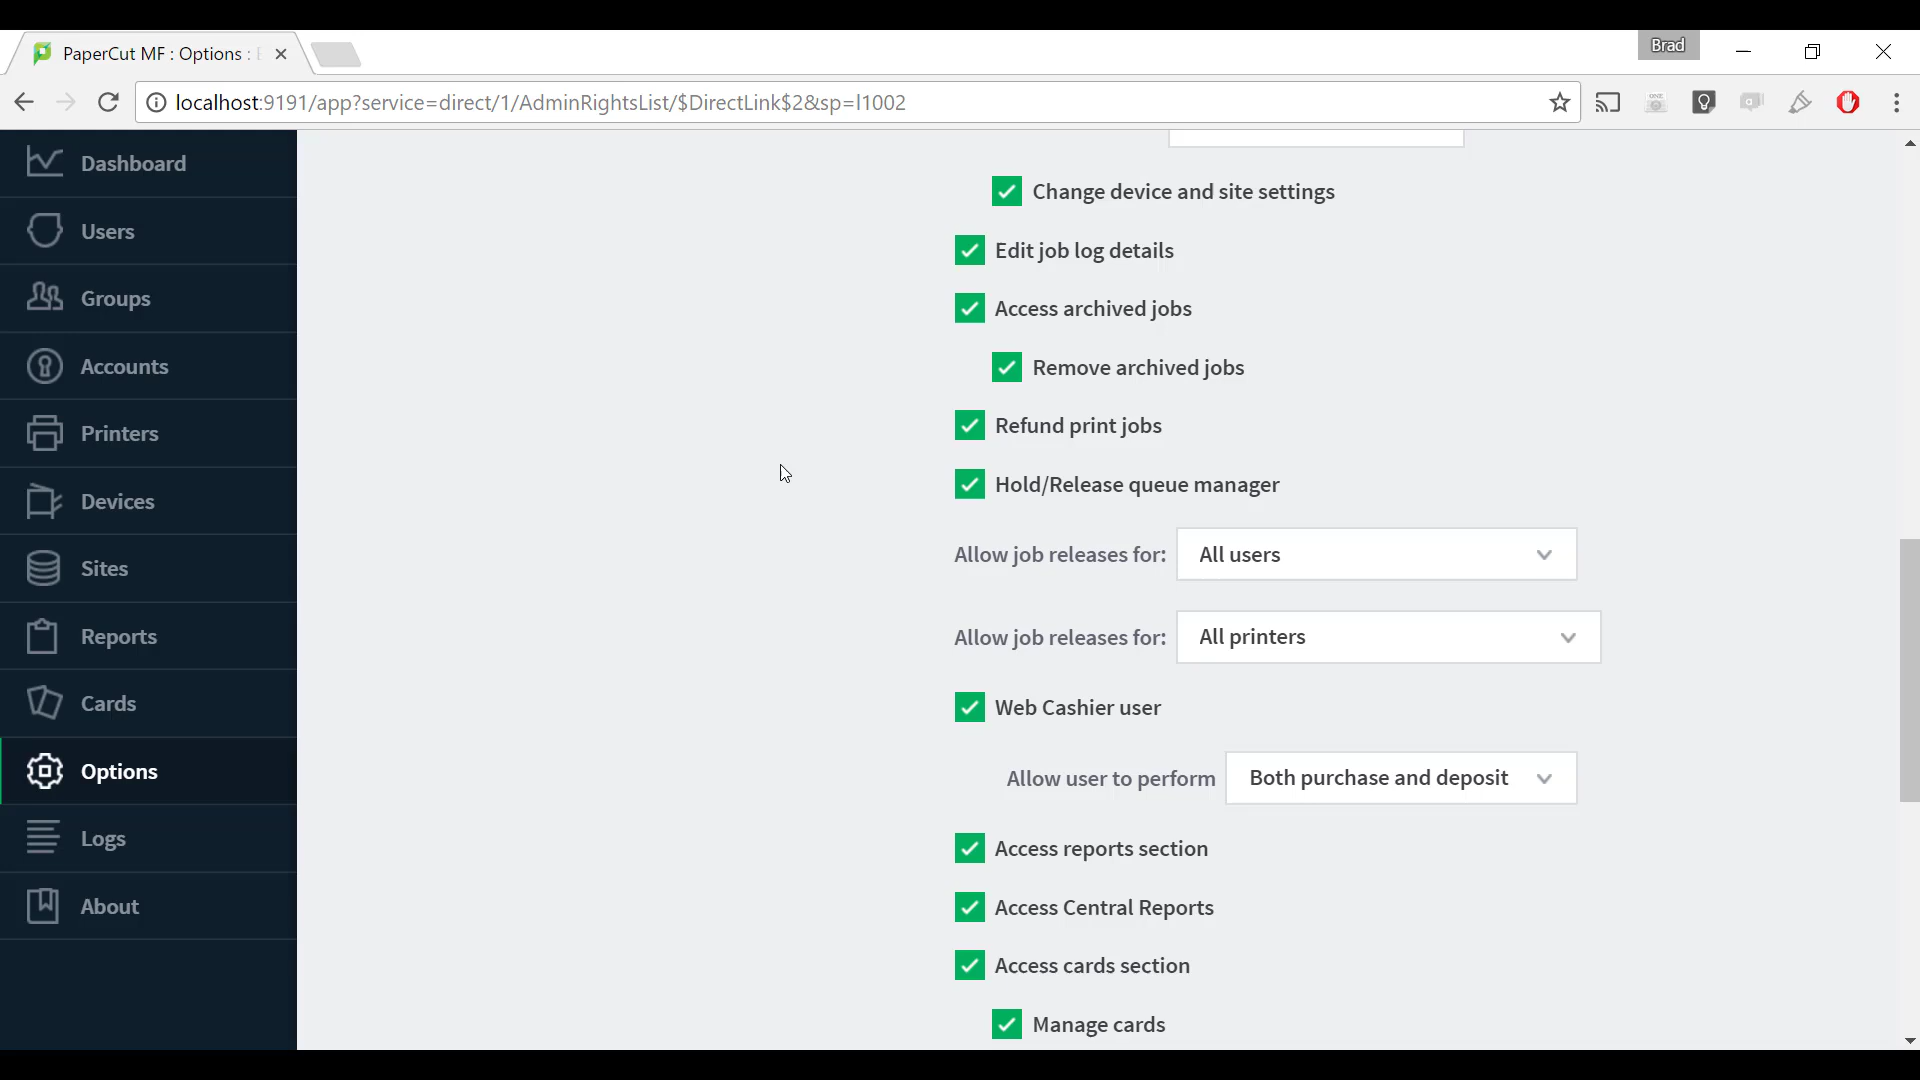 PaperCut MF : Options :
Brad
localhost:9191/app?service=direct/1/AdminRightsList/$DirectLink$2&sp=l1002
Dashboard
Users
Groups
Accounts
Printers
Devices
Sites
Reports
Cards
Options
Logs
About
Change device and site settings
Edit job log details
Access archived jobs
Remove archived jobs
Refund print jobs
Hold/Release queue manager
Allow job releases for: All users
Allow job releases for: All printers
Web Cashier user
Allow user to perform Both purchase and deposit
Access reports section
Access Central Reports
Access cards section
Manage cards